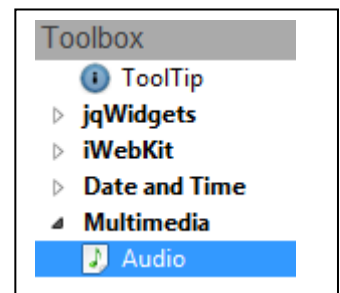 Toolbox
ToolTip
jqWidgets
iWebKit
Date and Time
Multimedia
Audio